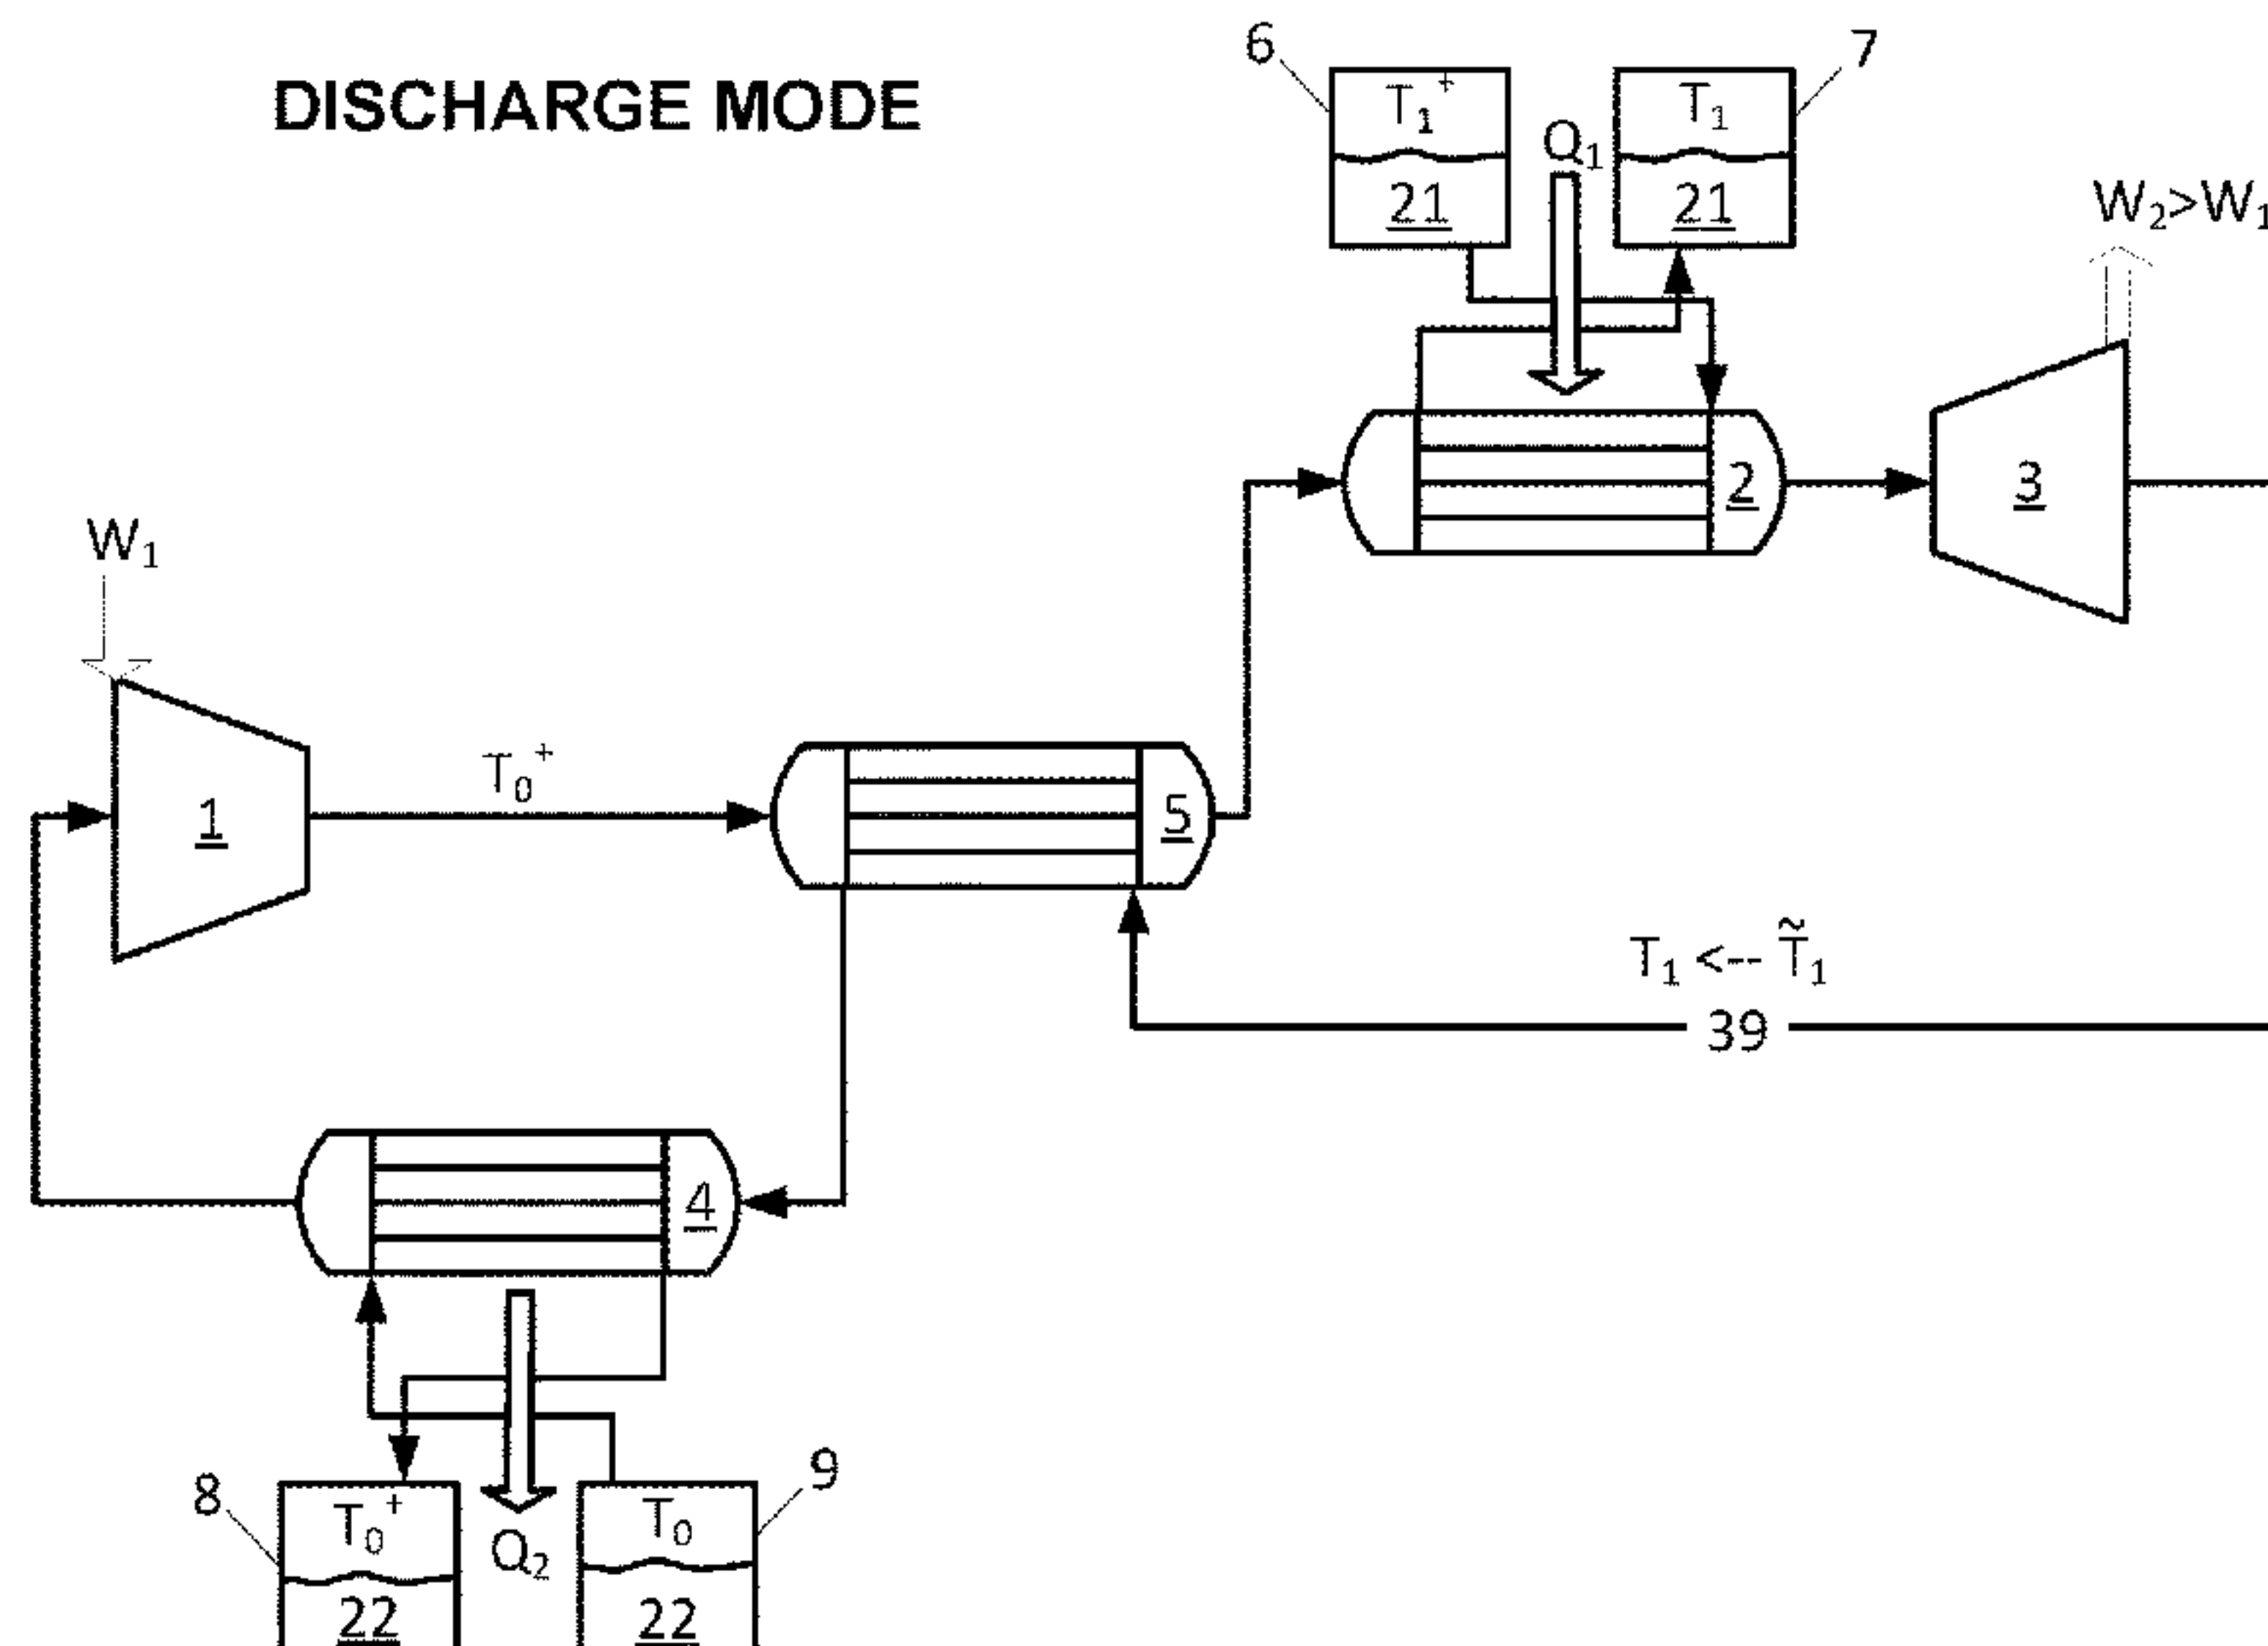 DISCHARGE MODE
6
7
T₁⁺
T₁
Q₁
21
21
W₂>W₁
2
3
W₁
T₀⁺
1
5
T₁ <-- T̃₁
39
4
8
9
T₀⁺
T₀
Q₂
22
22